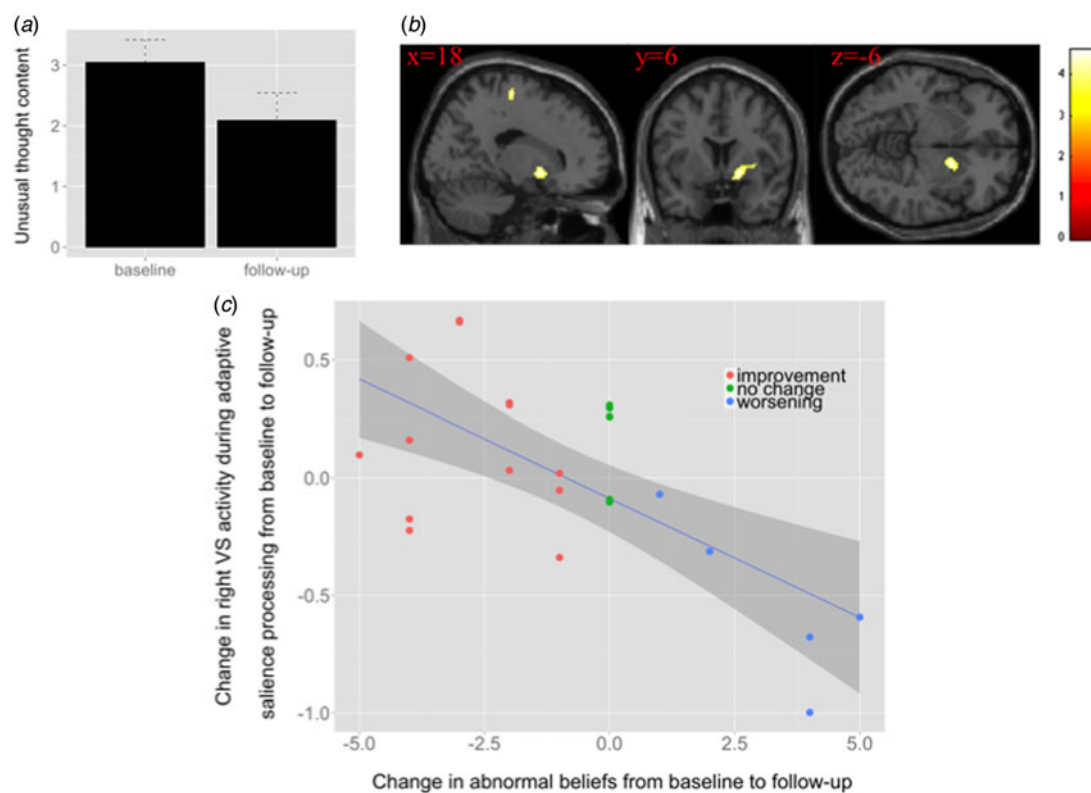 (a)
Unusual thought content
3
2
1
0
baseline follow-up
(b)
x=18 y=6 z=-6
4
3
2
1
0
(c)
Change in right VS activity during adaptive
salience processing from baseline to follow-up
0.5
0.0
-0.5
-1.0
improvement
no change
worsening
-5.0 -2.5 0.0 2.5 5.0
Change in abnormal beliefs from baseline to follow-up